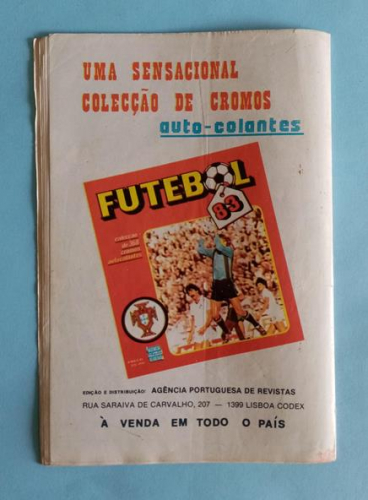 UMA SENSACIONAL
COLECÇÃO DE CROMOS
auto-colantes
FUTEBOL
83
EDIÇÃO E DISTRIBUIÇÃO: AGÊNCIA PORTUGUESA DE REVISTAS
RUA SARAIVA DE CARVALHO, 207 — 1399 LISBOA CODEX
À VENDA EM TODO O PAÍS